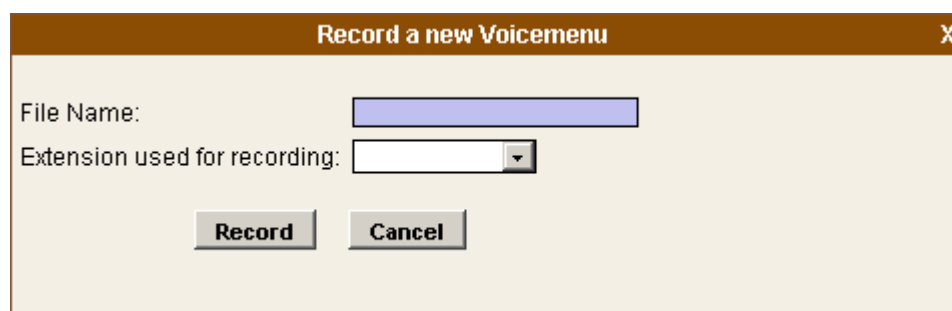 Record a new Voicemenu X
File Name:
Extension used for recording:
Record Cancel